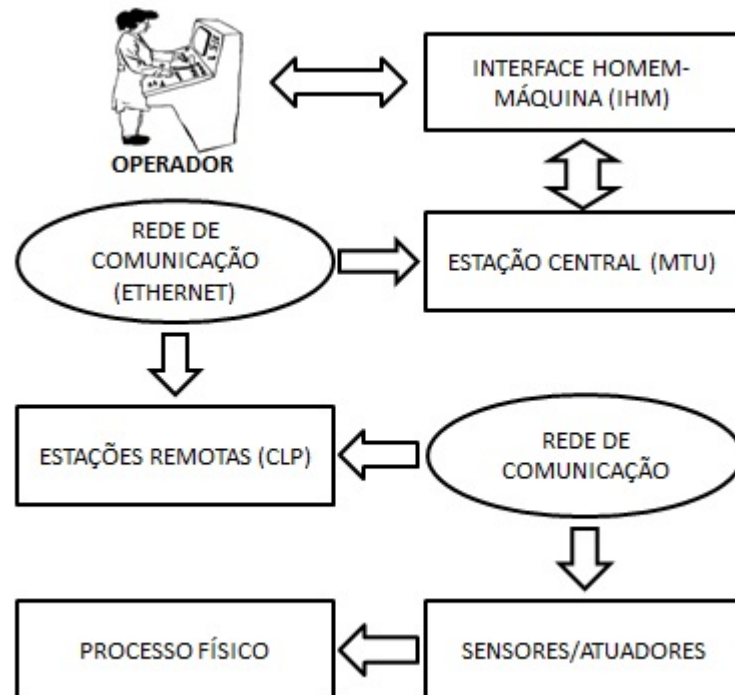 OPERADOR
INTERFACE HOMEM-
MÁQUINA (IHM)
REDE DE
COMUNICAÇÃO
(ETHERNET)
ESTAÇÃO CENTRAL (MTU)
ESTAÇÕES REMOTAS (CLP)
REDE DE
COMUNICAÇÃO
PROCESSO FÍSICO
SENSORES/ATUADORES